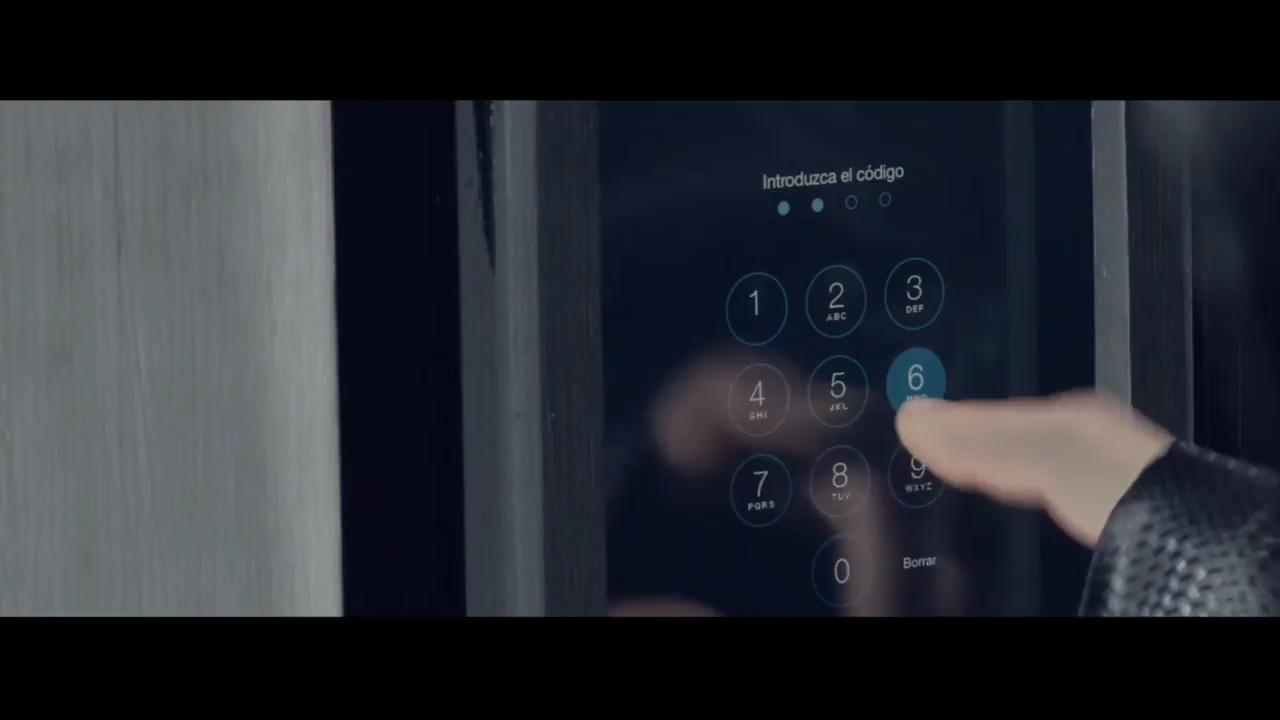 Introduzca el código
1 2 3
ABC DEF
4 5 6
GHI JKL
7 8 9
PQRS TUV WXYZ
0 Borrar